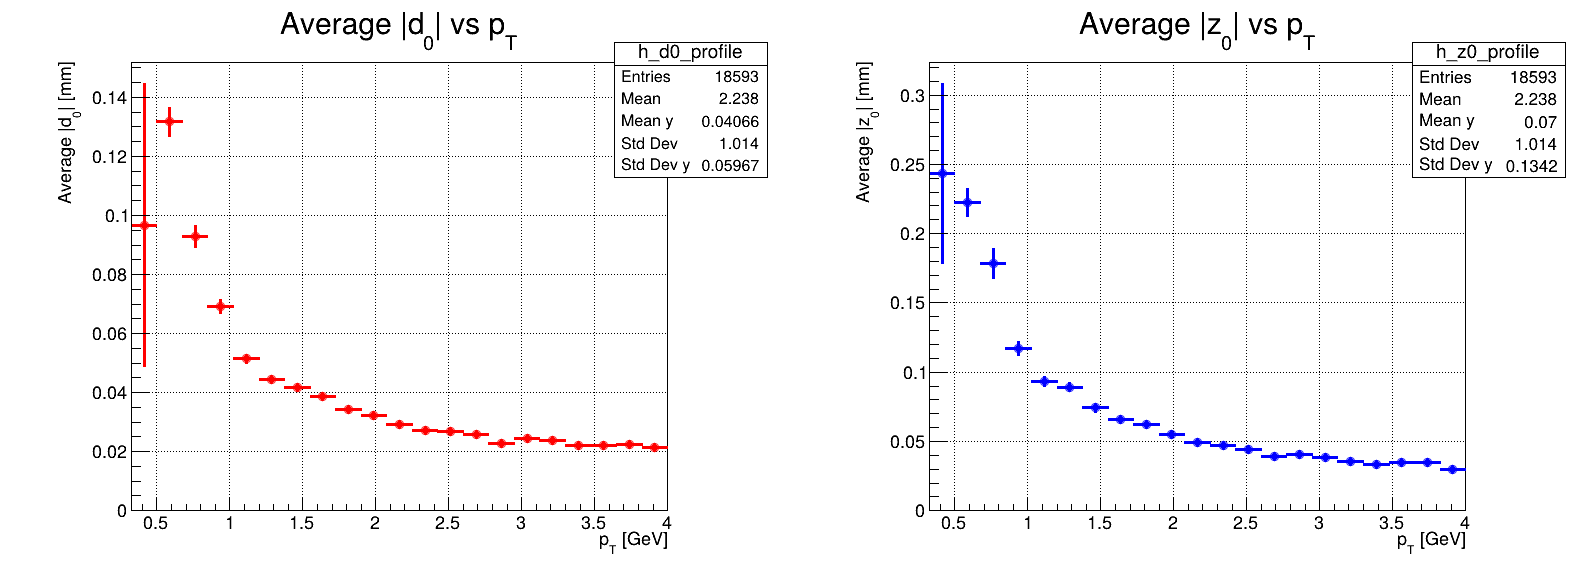 Average |d0| vs pT
h_d0_profile
Entries 18593
Mean 2.238
Mean y 0.04066
Std Dev 1.014
Std Dev y 0.05967
Average |d0| [mm]
0.14
0.12
0.1
0.08
0.06
0.04
0.02
0
0.5 1 1.5 2 2.5 3 3.5 4
pT [GeV]
Average |z0| vs pT
h_z0_profile
Entries 18593
Mean 2.238
Mean y 0.07
Std Dev 1.014
Std Dev y 0.1342
Average |z0| [mm]
0.3
0.25
0.2
0.15
0.1
0.05
0
0.5 1 1.5 2 2.5 3 3.5 4
pT [GeV]